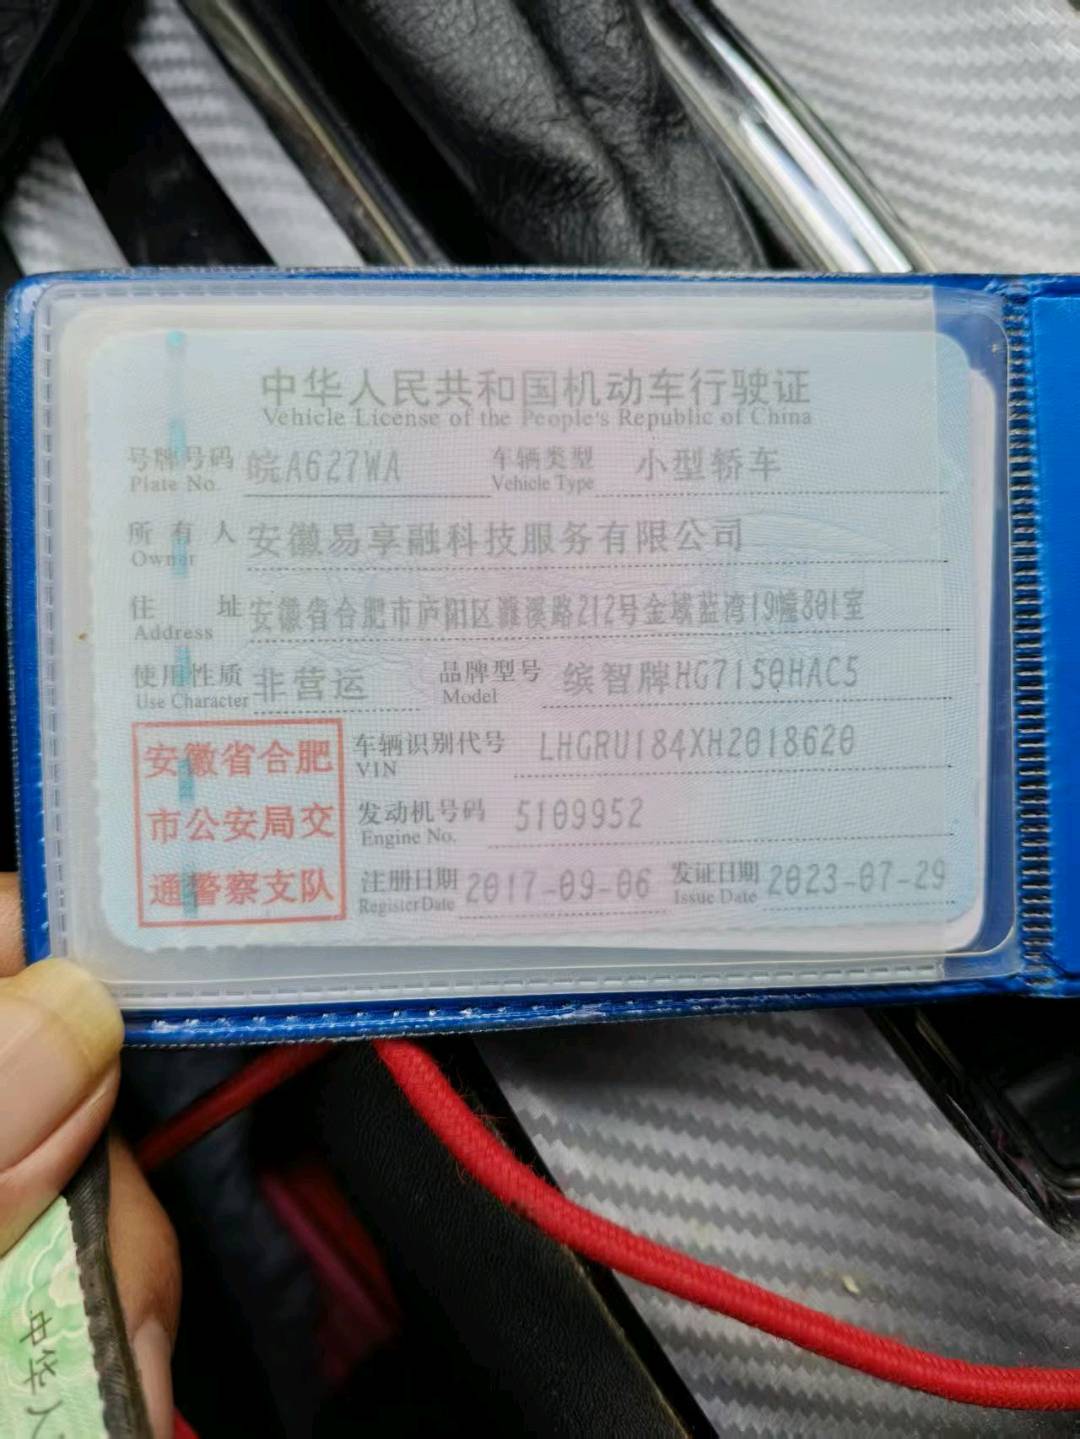 中华人民共和国机动车行驶证
Vehicle License of the People's Republic of China
号牌号码 皖A627WA 车辆类型 小型轿车
Plate No. Vehicle Type
所有人 安徽易享融科技服务有限公司
Owner
住址 安徽省合肥市庐阳区濉溪路212号金域蓝湾19幢801室
Address
使用性质 非营运 品牌型号 缤智牌HG7150HAC5
Use Character Model
安徽省合肥
市公安局交
通警察支队
车辆识别代号 LHGRU184XH2018620
VIN
发动机号码 5109952
Engine No.
注册日期 2017-09-06 发证日期 2023-07-29
Register Date Issue Date